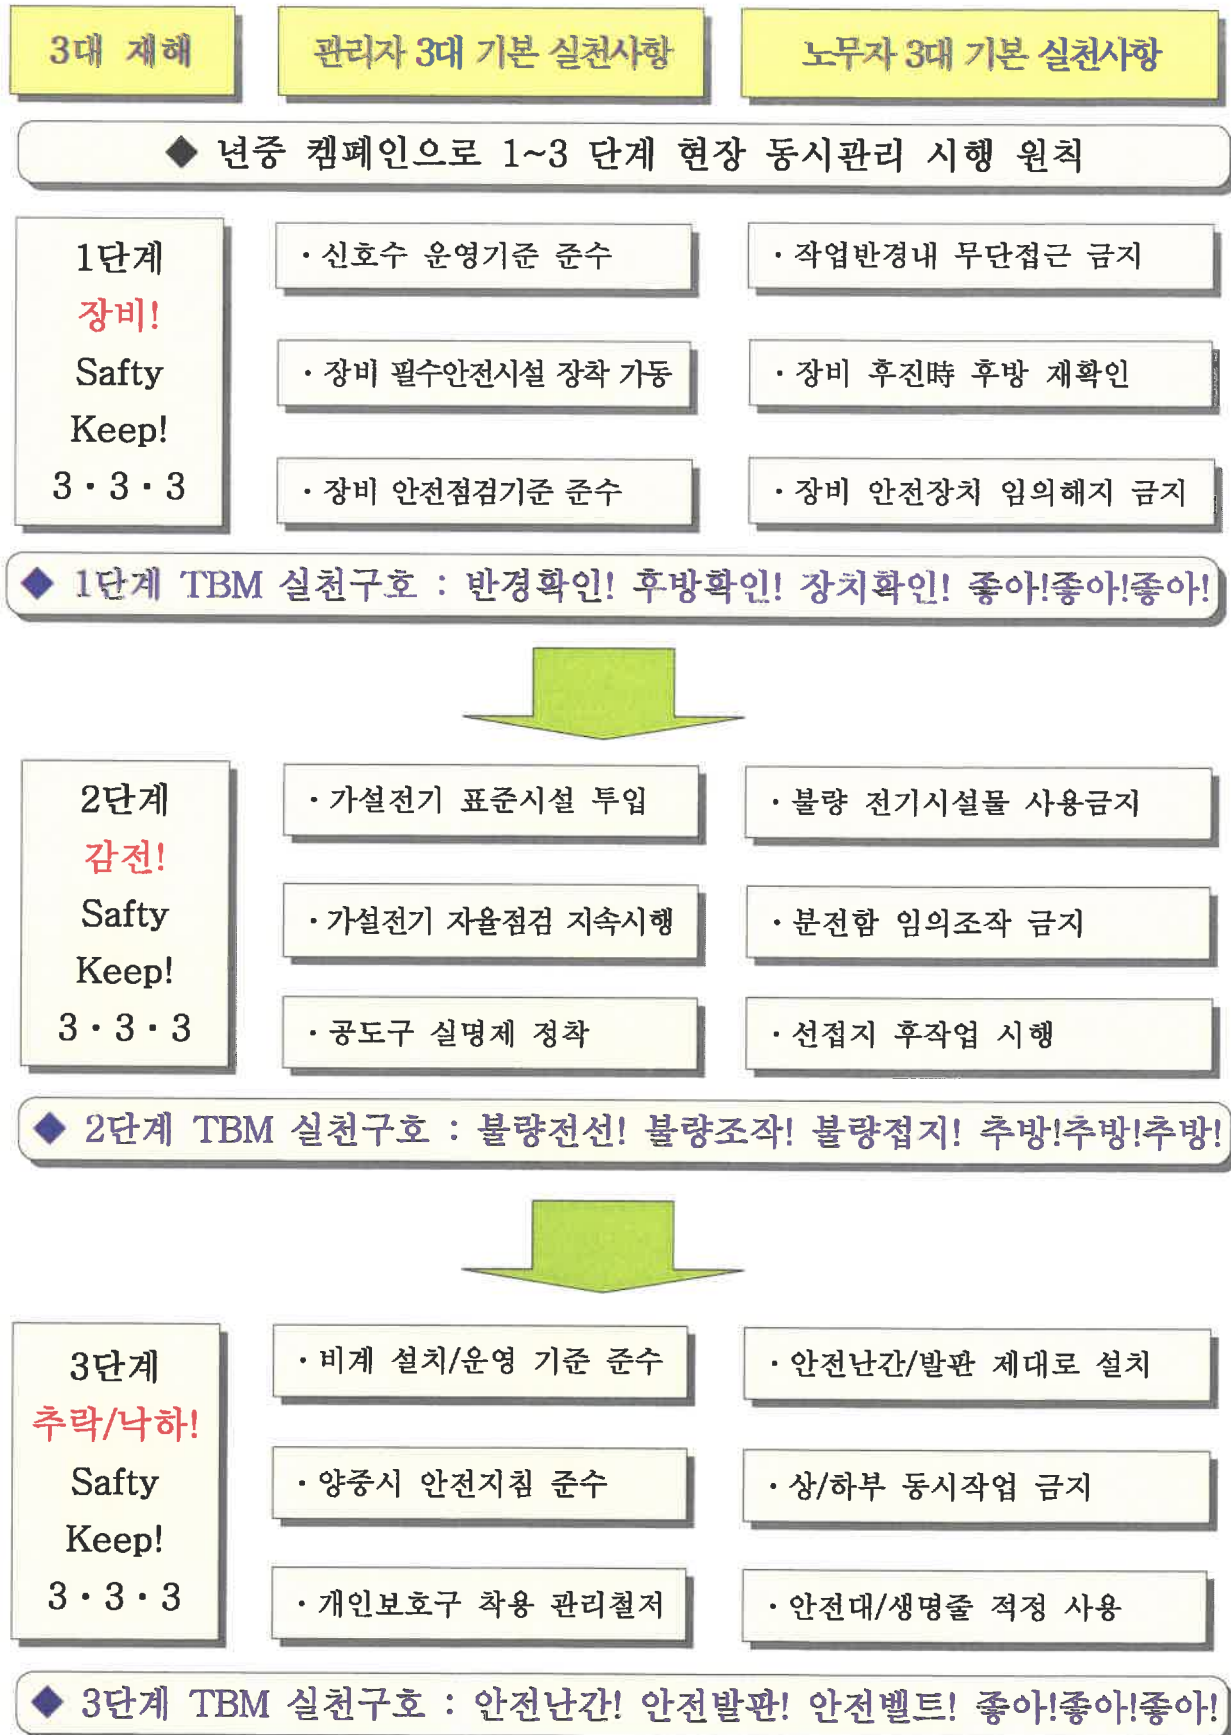 3대 재해
관리자 3대 기본 실천사항
노무자 3대 기본 실천사항
◆ 년중 켐페인으로 1~3 단계 현장 동시관리 시행 원칙
1단계
장비!
Safty
Keep!
3・3・3
・신호수 운영기준 준수
・작업반경내 무단접근 금지
・장비 필수안전시설 장착 가동
・장비 후진時 후방 재확인
・장비 안전점검기준 준수
・장비 안전장치 임의해지 금지
◆ 1단계 TBM 실천구호 : 반경확인! 후방확인! 장치확인! 좋아!좋아!좋아!
2단계
감전!
Safty
Keep!
3・3・3
・가설전기 표준시설 투입
・불량 전기시설물 사용금지
・가설전기 자율점검 지속시행
・분전함 임의조작 금지
・공도구 실명제 정착
・선접지 후작업 시행
◆ 2단계 TBM 실천구호 : 불량전선! 불량조작! 불량접지! 추방!추방!추방!
3단계
추락/낙하!
Safty
Keep!
3・3・3
・비계 설치/운영 기준 준수
・안전난간/발판 제대로 설치
・양중시 안전지침 준수
・상/하부 동시작업 금지
・개인보호구 착용 관리철저
・안전대/생명줄 적정 사용
◆ 3단계 TBM 실천구호 : 안전난간! 안전발판! 안전벨트! 좋아!좋아!좋아!